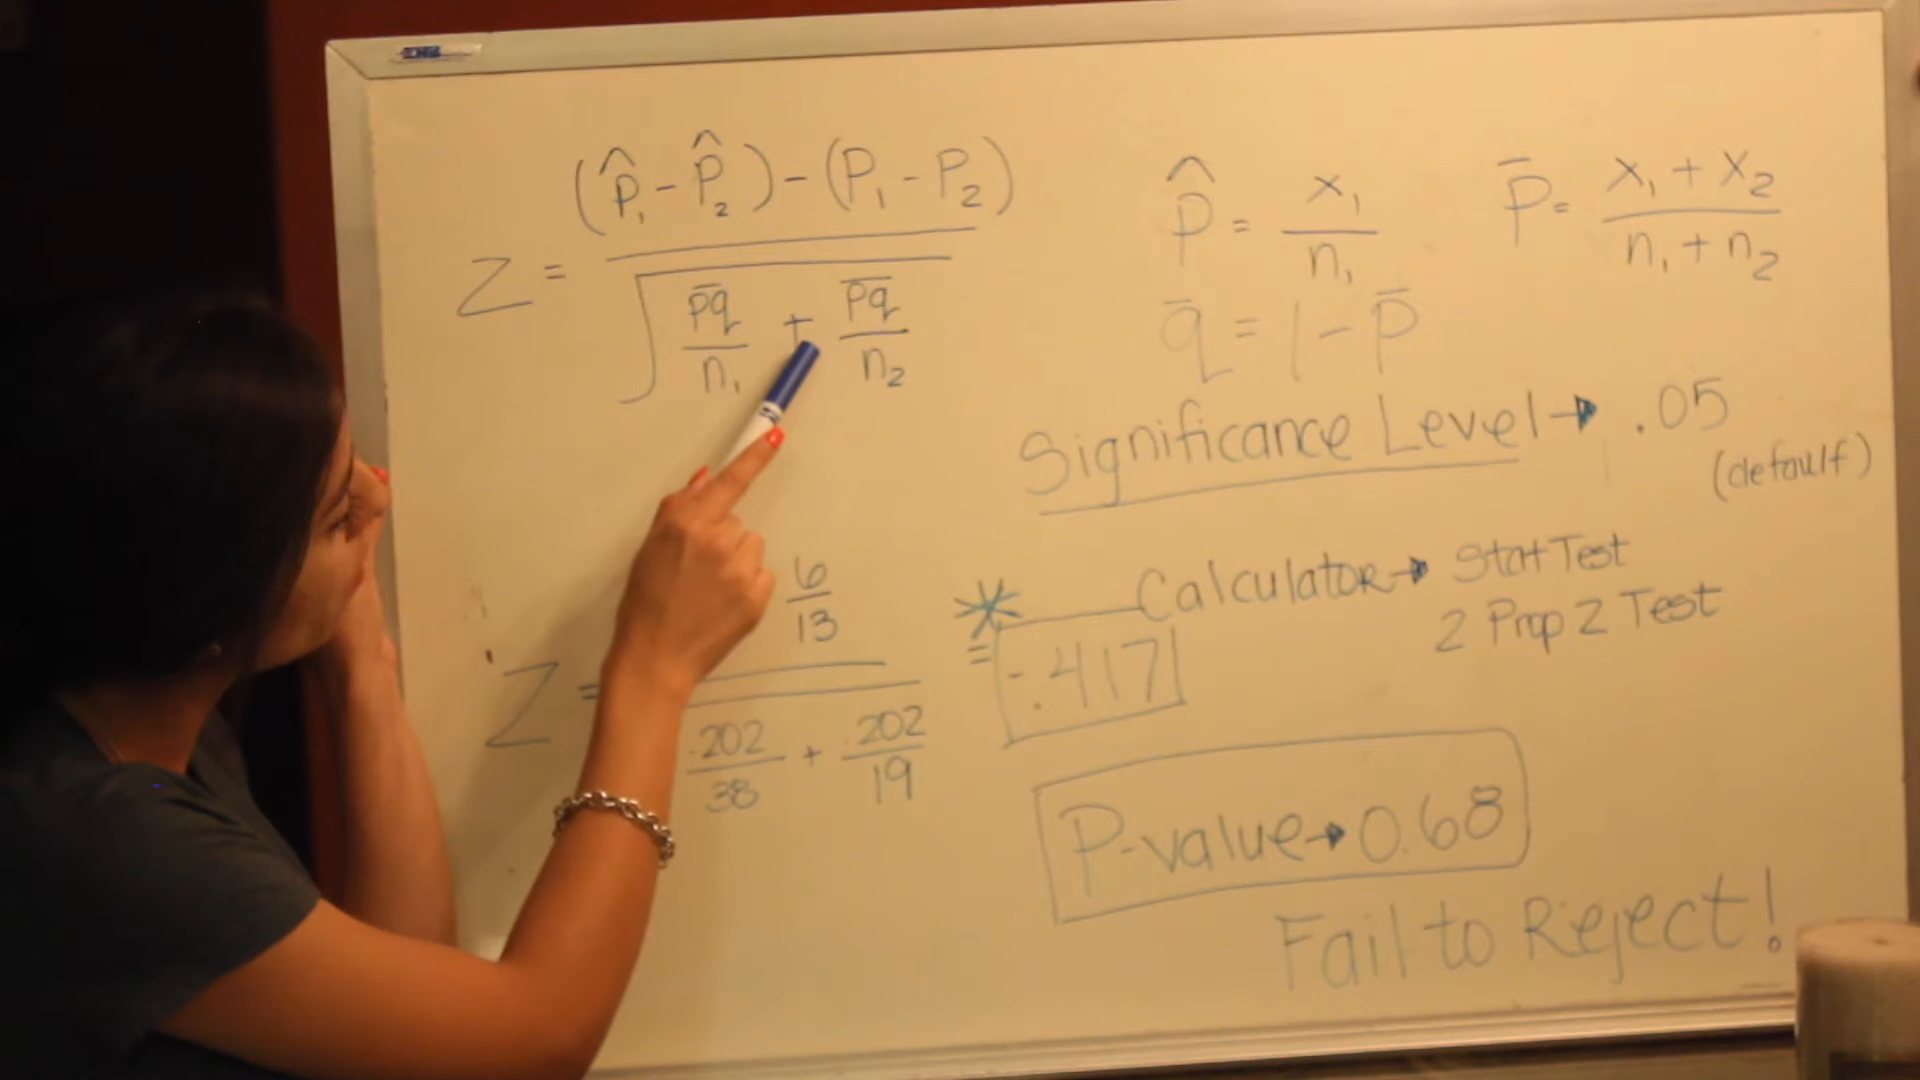 Z = (p̂₁ - p̂₂) - (P₁ - P₂) / √(p̄q̄/n₁ + p̄q̄/n₂)
p̂ = x₁/n₁
p̄ = x₁ + x₂ / n₁ + n₂
q̄ = 1 - p̄
Significance Level → .05
(default)
* Calculator → Stat Test
2 Prop Z Test
Z = 6/13 / .202/38 + .202/19 = -.417
P-value → 0.68
Fail to Reject!